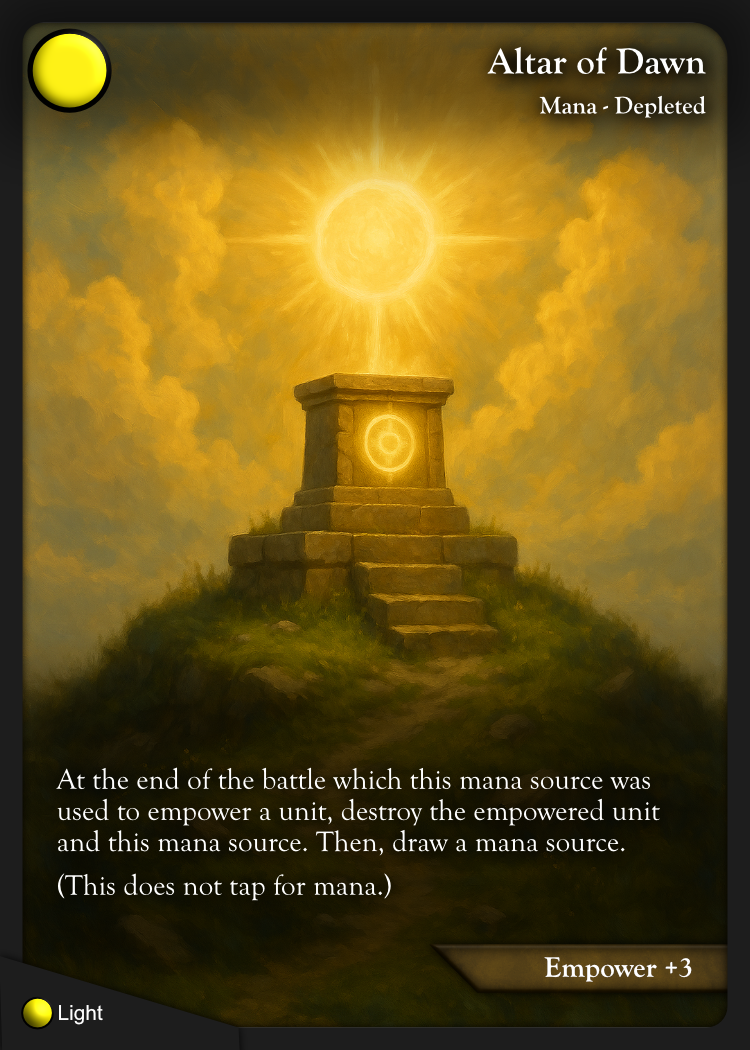 Altar of Dawn
Mana - Depleted
At the end of the battle which this mana source was
used to empower a unit, destroy the empowered unit
and this mana source. Then, draw a mana source.
(This does not tap for mana.)
Empower +3
Light